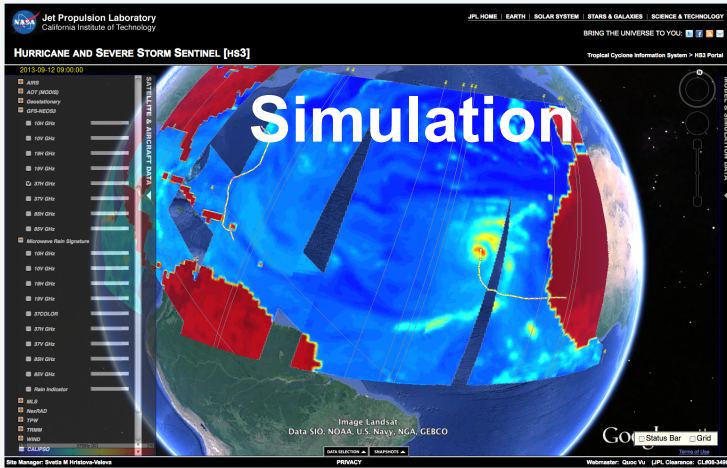 NASA
Jet Propulsion Laboratory
California Institute of Technology
JPL HOME | EARTH | SOLAR SYSTEM | STARS & GALAXIES | SCIENCE & TECHNOLOGY
BRING THE UNIVERSE TO YOU:
HURRICANE AND SEVERE STORM SENTINEL [HS3]
Tropical Cyclone Information System > HS3 Portal
2013-09-12 09:00:00
AIRS
AOT (MODIS)
Geostationary
GPS-NEDS3
10H GHz
10V GHz
19H GHz
19V GHz
37H GHz
37V GHz
85H GHz
85V GHz
Microwave Rain Signature
10H GHz
10V GHz
19H GHz
19V GHz
37COLOR
37H GHz
37V GHz
85H GHz
85V GHz
Rain Indicator
MLS
NexRAD
TPW
TRMM
WIND
CALIPSO
SATELLITE & AIRCRAFT DATA
Simulation
N
Image Landsat
Data SIO, NOAA, U.S. Navy, NGA, GEBCO
Status Bar
Grid
Terms of Use
DATA SELECTION
SNAPSHOTS
Site Manager: Svetla M Hristova-Veleva
PRIVACY
Webmaster: Quoc Vu | JPL Clearance: